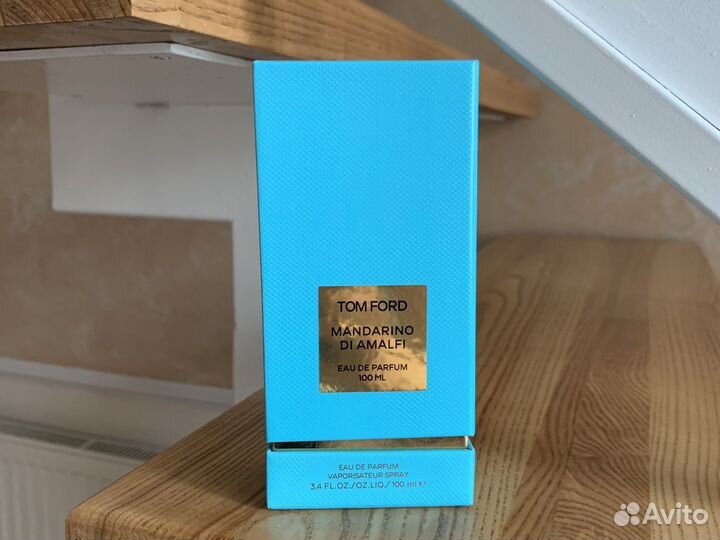 TOM FORD
MANDARINO
DI AMALFI
EAU DE PARFUM
100 ML
EAU DE PARFUM
VAPORISATEUR SPRAY
3.4 FL.OZ./OZ.LIQ./100 ml ℮
Avito